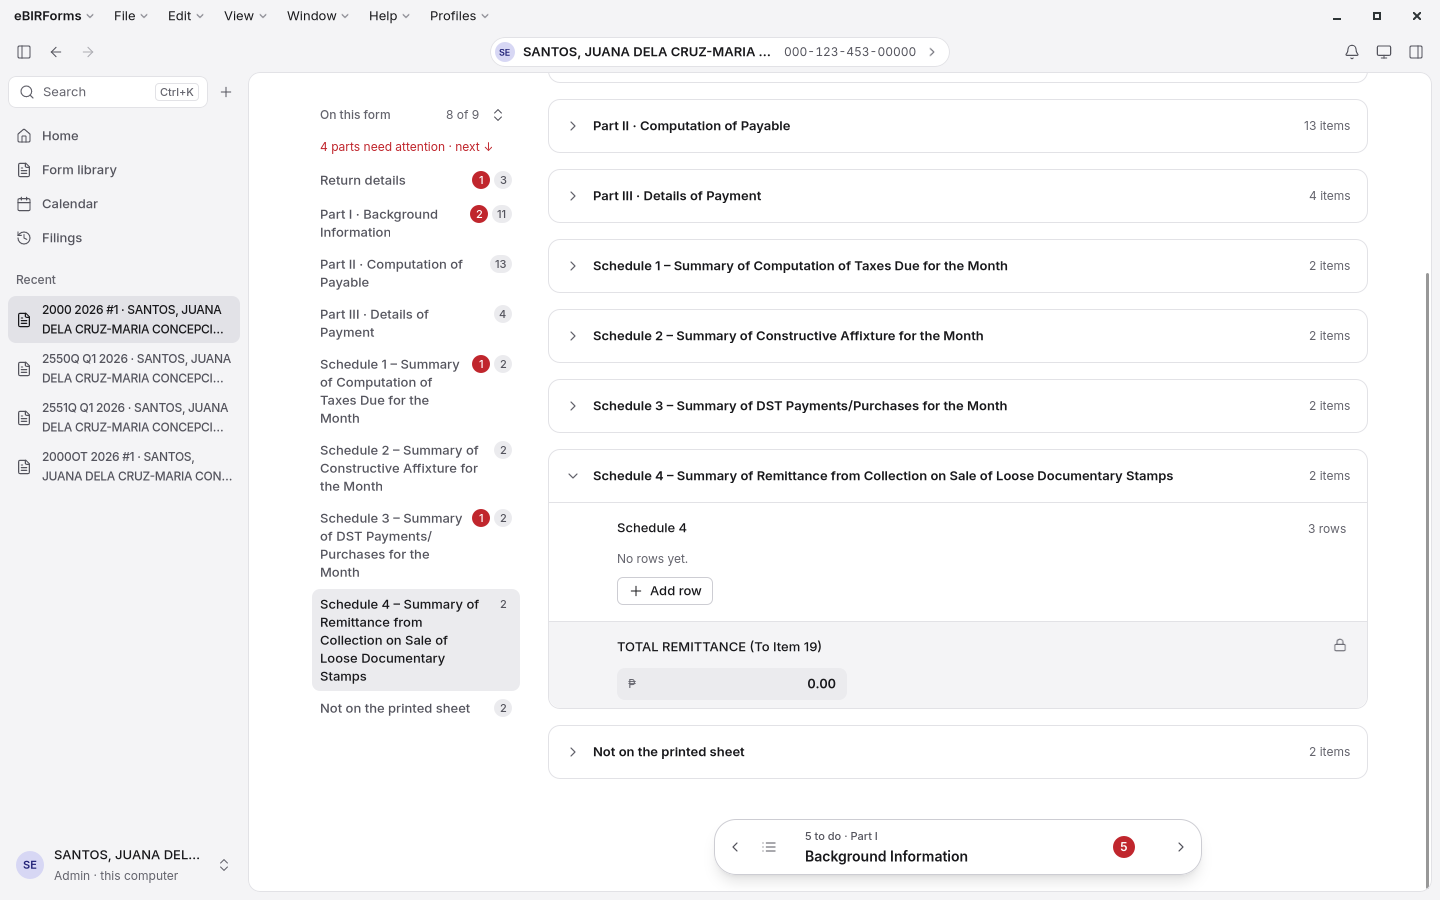 eBIRForms File Edit View Window Help Profiles
SE SANTOS, JUANA DELA CRUZ-MARIA ... 000-123-453-00000
Search Ctrl+K
Home
Form library
Calendar
Filings
Recent
2000 2026 #1 · SANTOS, JUANA
DELA CRUZ-MARIA CONCEPCI...
2550Q Q1 2026 · SANTOS, JUANA
DELA CRUZ-MARIA CONCEPCI...
2551Q Q1 2026 · SANTOS, JUANA
DELA CRUZ-MARIA CONCEPCI...
2000OT 2026 #1 · SANTOS,
JUANA DELA CRUZ-MARIA CON...
SE SANTOS, JUANA DEL...
Admin · this computer
On this form 8 of 9
4 parts need attention · next ↓
Return details 1 3
Part I · Background 2 11
Information
Part II · Computation of 13
Payable
Part III · Details of 4
Payment
Schedule 1 – Summary 1 2
of Computation of
Taxes Due for the
Month
Schedule 2 – Summary of 2
Constructive Affixture for
the Month
Schedule 3 – Summary 1 2
of DST Payments/
Purchases for the
Month
Schedule 4 – Summary of 2
Remittance from
Collection on Sale of
Loose Documentary
Stamps
Not on the printed sheet 2
Part II · Computation of Payable 13 items
Part III · Details of Payment 4 items
Schedule 1 – Summary of Computation of Taxes Due for the Month 2 items
Schedule 2 – Summary of Constructive Affixture for the Month 2 items
Schedule 3 – Summary of DST Payments/Purchases for the Month 2 items
Schedule 4 – Summary of Remittance from Collection on Sale of Loose Documentary Stamps 2 items
Schedule 4 3 rows
No rows yet.
Add row
TOTAL REMITTANCE (To Item 19)
₱ 0.00
Not on the printed sheet 2 items
5 to do · Part I
Background Information 5